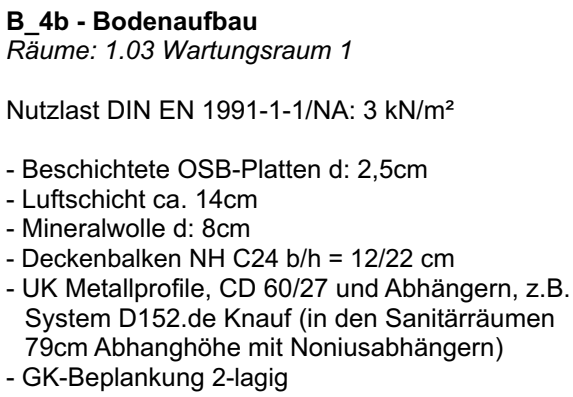 B_4b - Bodenaufbau
Räume: 1.03 Wartungsraum 1
Nutzlast DIN EN 1991-1-1/NA: 3 kN/m²
- Beschichtete OSB-Platten d: 2,5cm
- Luftschicht ca. 14cm
- Mineralwolle d: 8cm
- Deckenbalken NH C24 b/h = 12/22 cm
- UK Metallprofile, CD 60/27 und Abhängern, z.B.
System D152.de Knauf (in den Sanitärräumen
79cm Abhanghöhe mit Noniusabhängern)
- GK-Beplankung 2-lagig